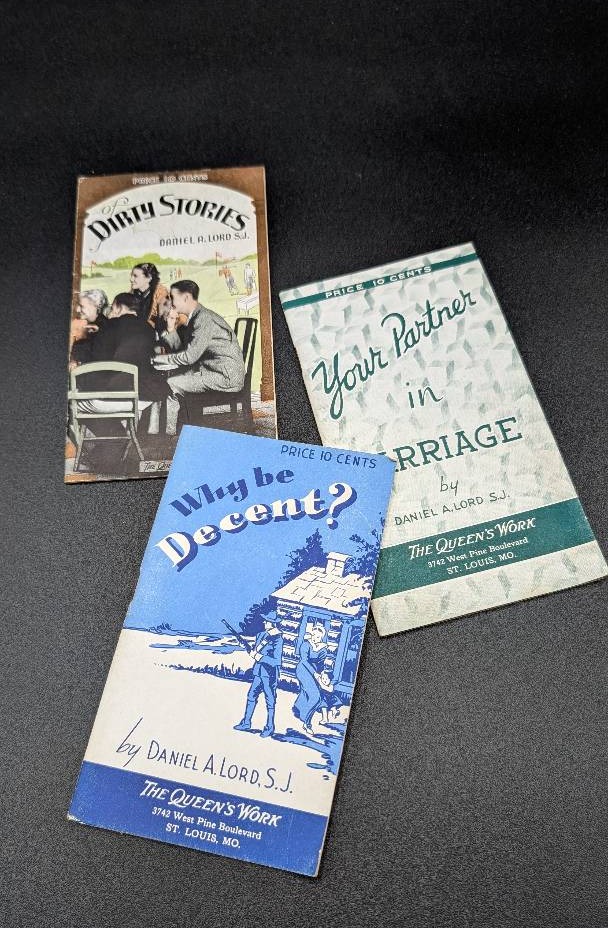 PRICE 10 CENTS
of
DIRTY STORIES
DANIEL A. LORD S.J.
PRICE 10 CENTS
Your Partner
in
ARRIAGE
by
DANIEL A. LORD S.J.
THE QUEEN'S WORK
3742 West Pine Boulevard
ST. LOUIS, MO.
PRICE 10 CENTS
Why be
Decent?
by DANIEL A. LORD, S.J.
THE QUEEN'S WORK
3742 West Pine Boulevard
ST. LOUIS, MO.